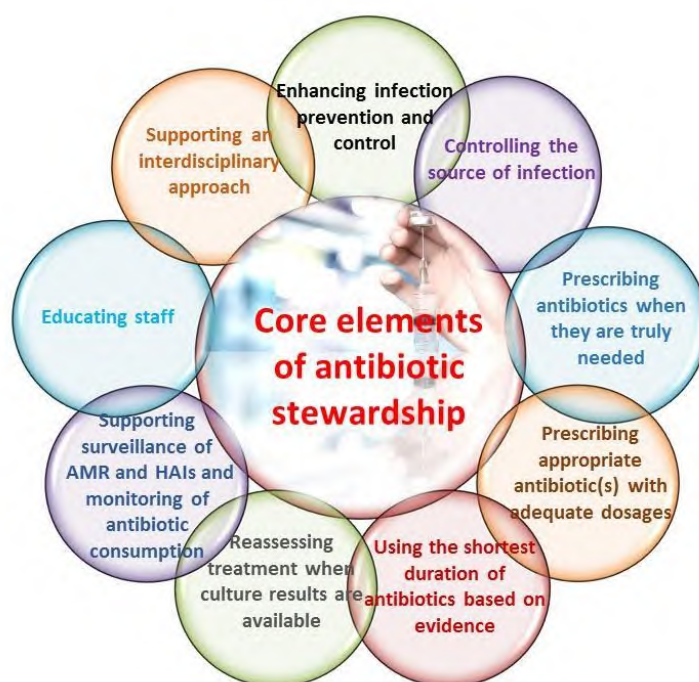 Core elements
of antibiotic
stewardship
Enhancing infection
prevention and
control
Controlling the
source of infection
Prescribing
antibiotics when
they are truly
needed
Prescribing
appropriate
antibiotic(s) with
adequate dosages
Using the shortest
duration of
antibiotics based on
evidence
Reassessing
treatment when
culture results are
available
Supporting
surveillance of
AMR and HAIs and
monitoring of
antibiotic
consumption
Educating staff
Supporting an
interdisciplinary
approach